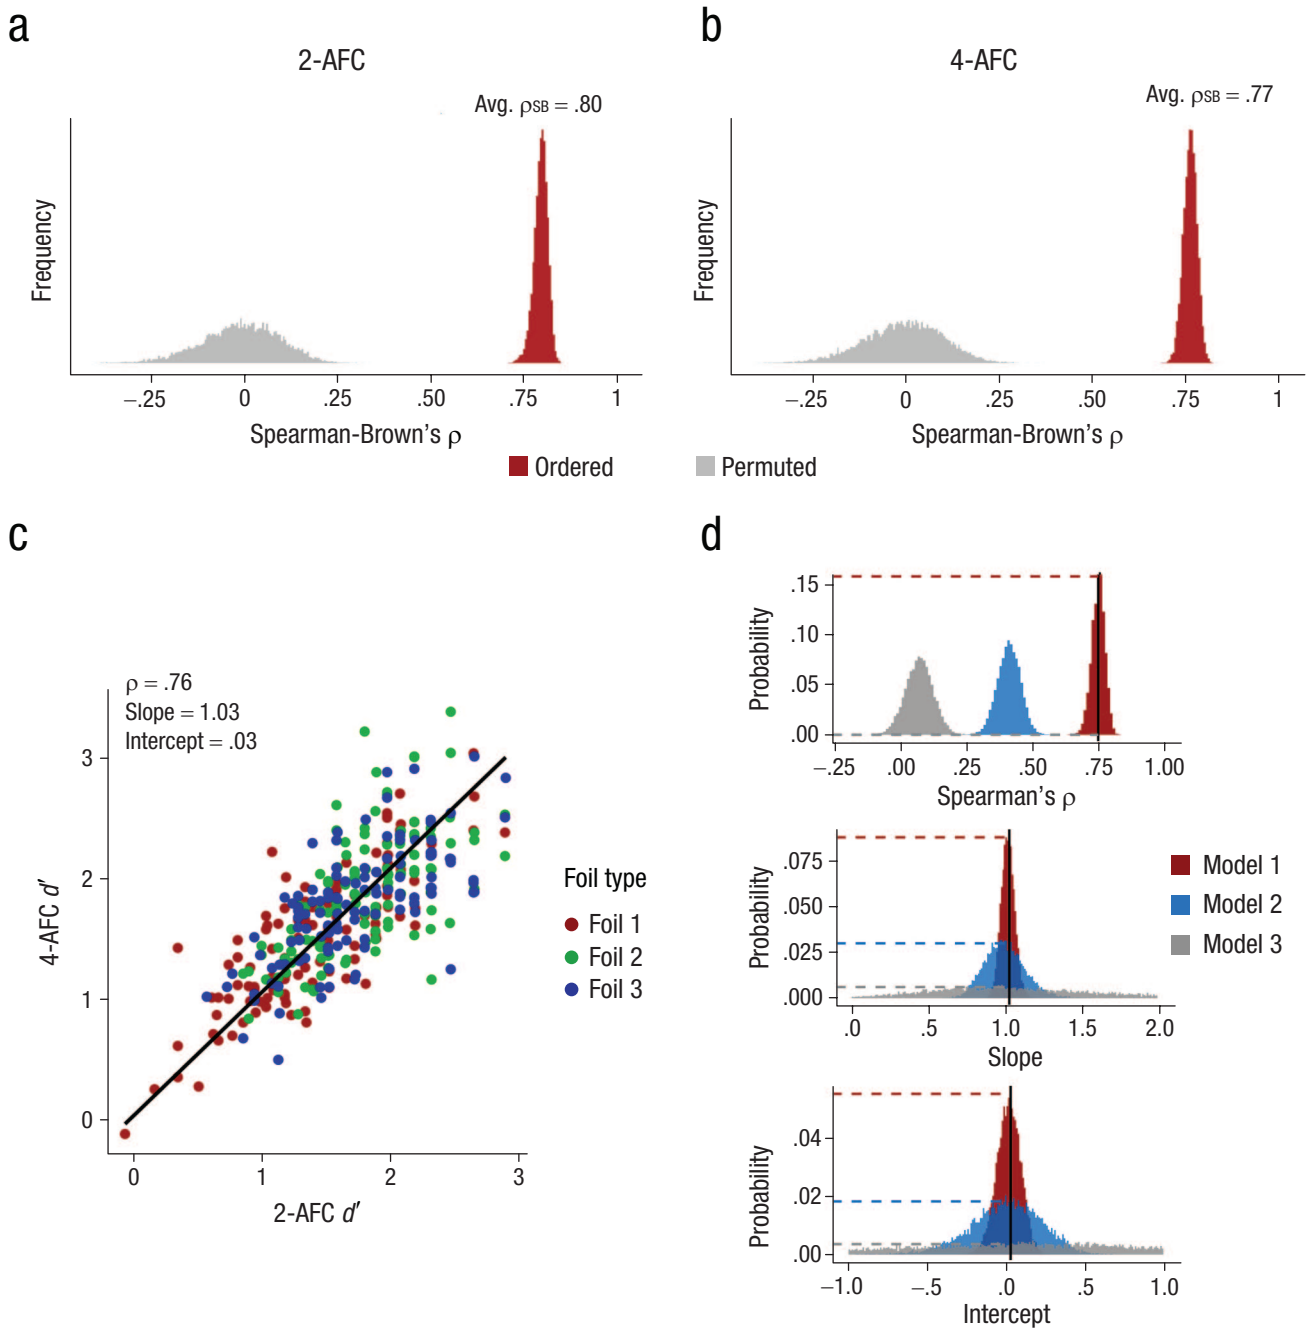 a
2-AFC
Avg. ρSB = .80
Frequency
−.25 0 .25 .50 .75 1
Spearman-Brown's ρ
b
4-AFC
Avg. ρSB = .77
Frequency
−.25 0 .25 .50 .75 1
Spearman-Brown's ρ
Ordered Permuted
c
ρ = .76
Slope = 1.03
Intercept = .03
4-AFC d′
3
2
1
0
0 1 2 3
2-AFC d′
Foil type
Foil 1
Foil 2
Foil 3
d
Probability
.15
.10
.05
.00
−.25 .00 .25 .50 .75 1.00
Spearman's ρ
Probability
.075
.050
.025
.000
.0 .5 1.0 1.5 2.0
Slope
Model 1
Model 2
Model 3
Probability
.04
.02
.00
−1.0 −.5 .0 .5 1.0
Intercept